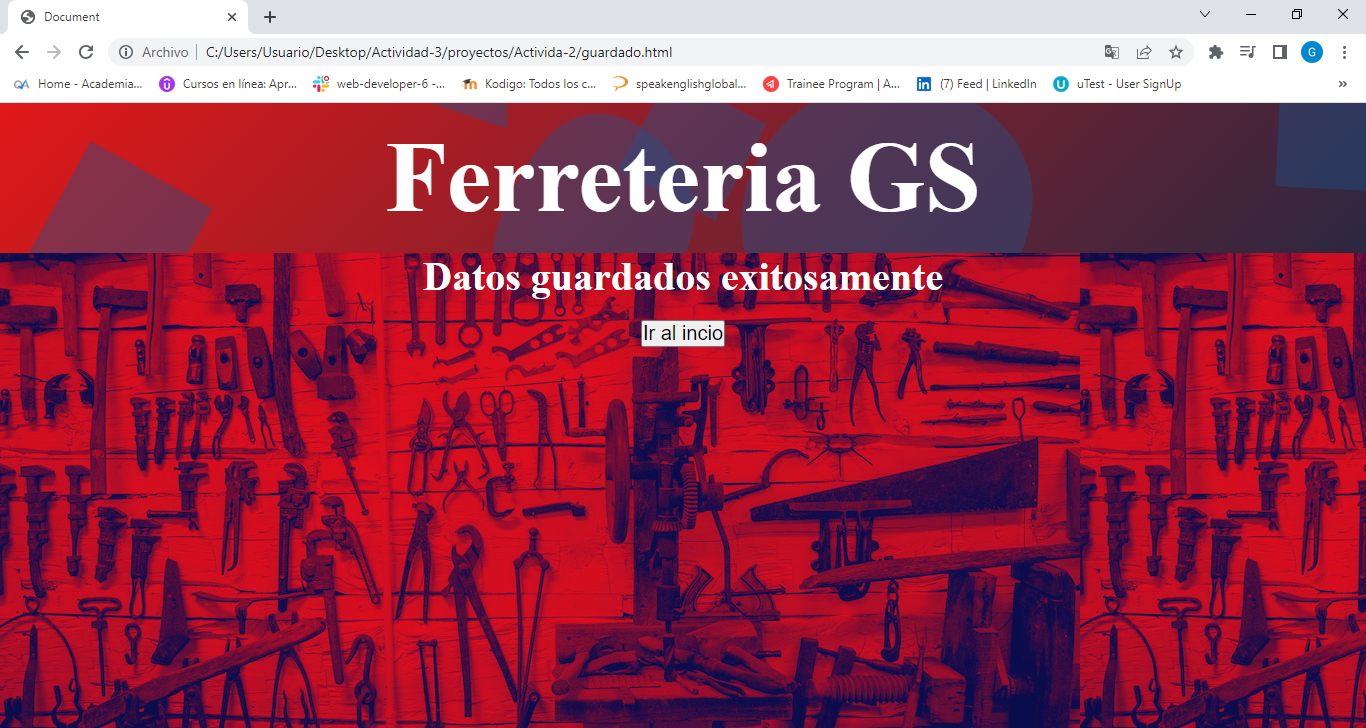 Document
Archivo C:/Users/Usuario/Desktop/Actividad-3/proyectos/Activida-2/guardado.html
G
Home - Academia... Cursos en línea: Apr... web-developer-6 -... Kodigo: Todos los c... speakenglishglobal... Trainee Program | A... (7) Feed | LinkedIn uTest - User SignUp »
Ferreteria GS
Datos guardados exitosamente
Ir al incio